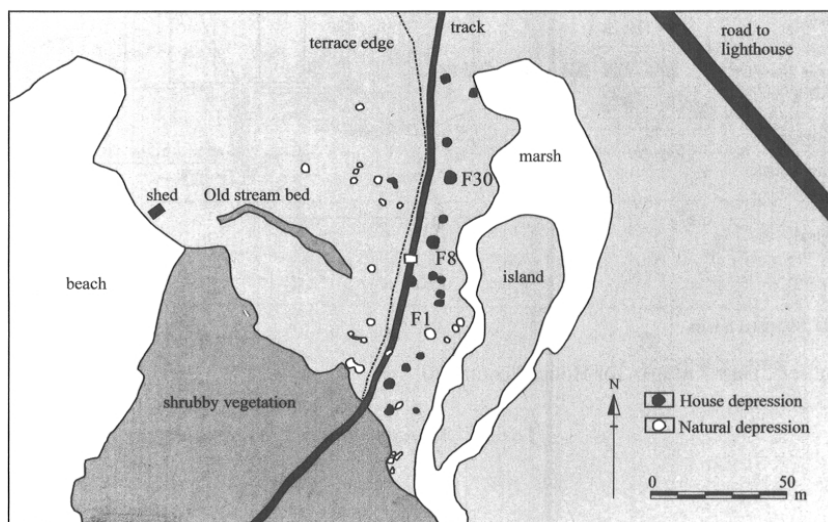 track
terrace edge
road to
lighthouse
marsh
F30
shed
Old stream bed
F8
beach
island
F1
N
shrubby vegetation
House depression
Natural depression
0
50
m